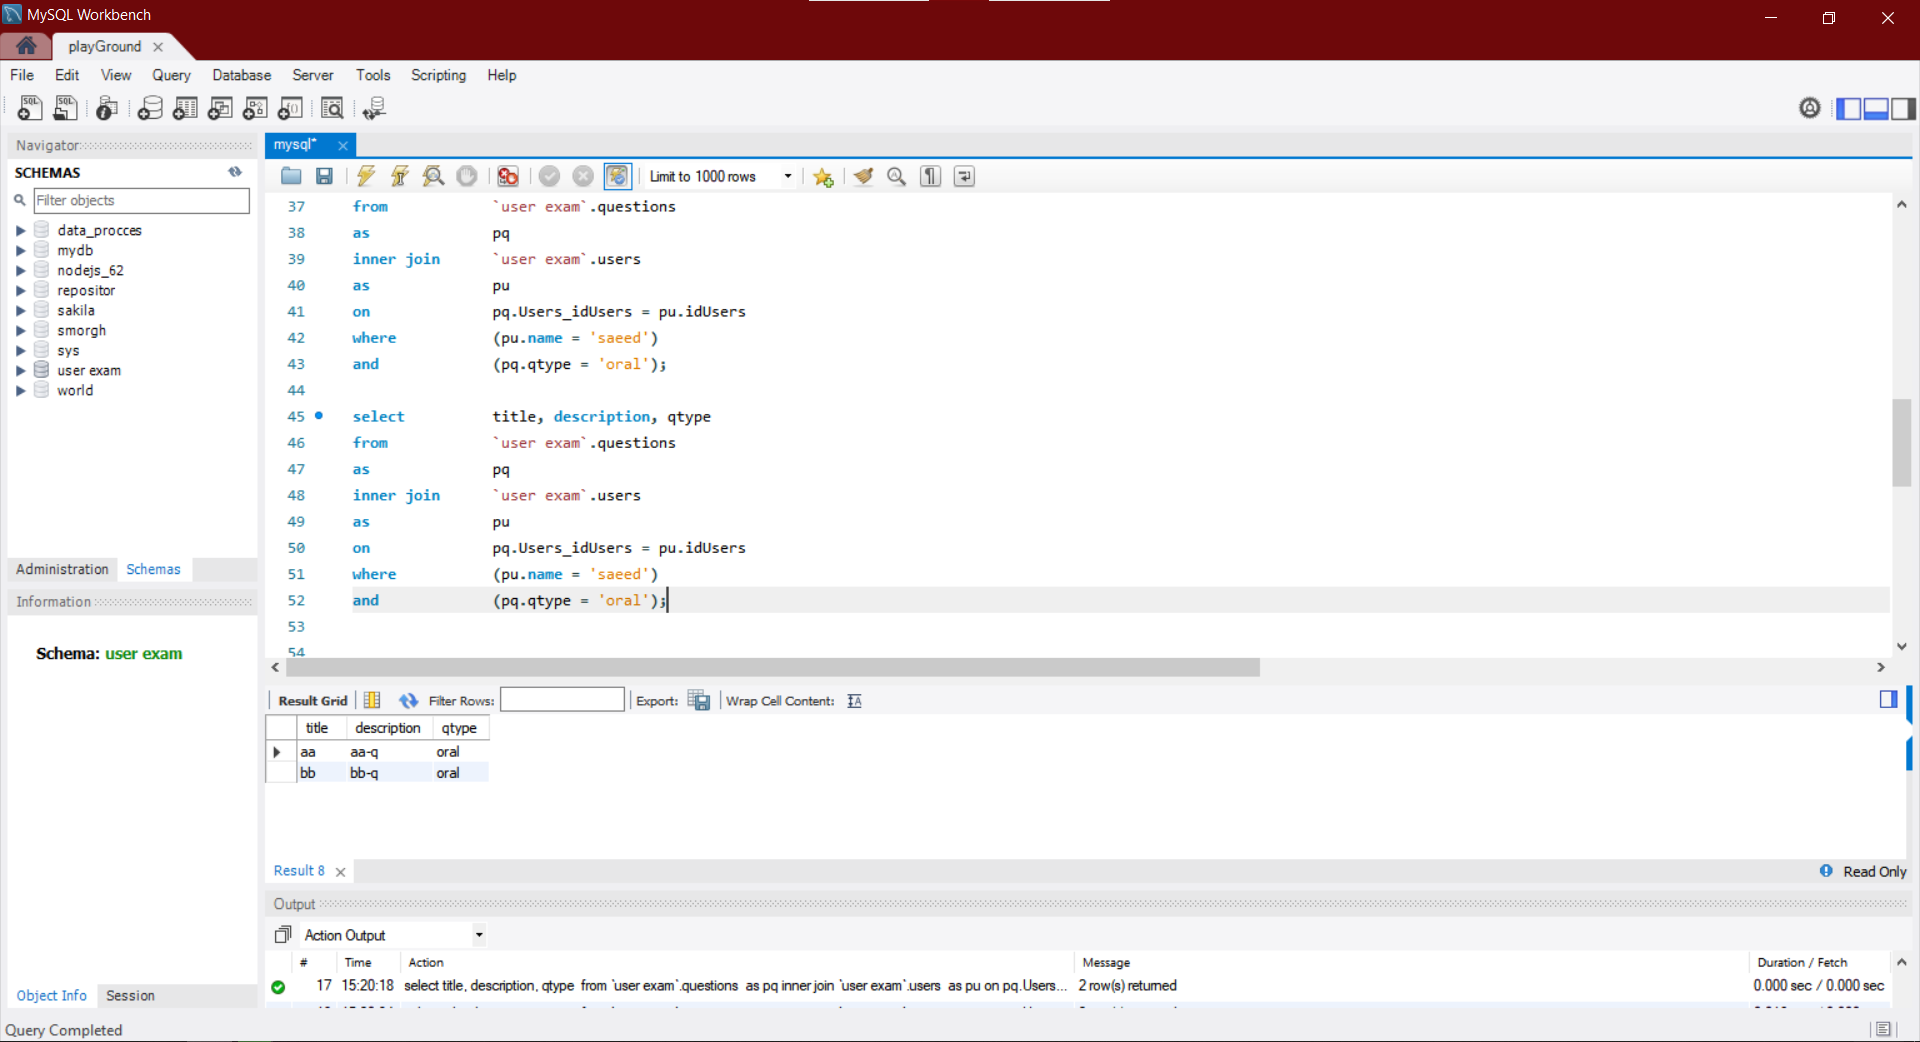 MySQL Workbench
playGround
File Edit View Query Database Server Tools Scripting Help
Navigator
SCHEMAS
Filter objects
data_procces
mydb
nodejs_62
repositor
sakila
smorgh
sys
user exam
world
Administration Schemas
Information
Schema: user exam
Object Info Session
mysql*
Limit to 1000 rows
37 from `user exam`.questions
38 as pq
39 inner join `user exam`.users
40 as pu
41 on pq.Users_idUsers = pu.idUsers
42 where (pu.name = 'saeed')
43 and (pq.qtype = 'oral');
44
45 select title, description, qtype
46 from `user exam`.questions
47 as pq
48 inner join `user exam`.users
49 as pu
50 on pq.Users_idUsers = pu.idUsers
51 where (pu.name = 'saeed')
52 and (pq.qtype = 'oral');
53
54
Result Grid Filter Rows: Export: Wrap Cell Content:
title description qtype
aa aa-q oral
bb bb-q oral
Result 8 Read Only
Output
Action Output
# Time Action Message Duration / Fetch
17 15:20:18 select title, description, qtype from `user exam`.questions as pq inner join `user exam`.users as pu on pq.Users... 2 row(s) returned 0.000 sec / 0.000 sec
Query Completed